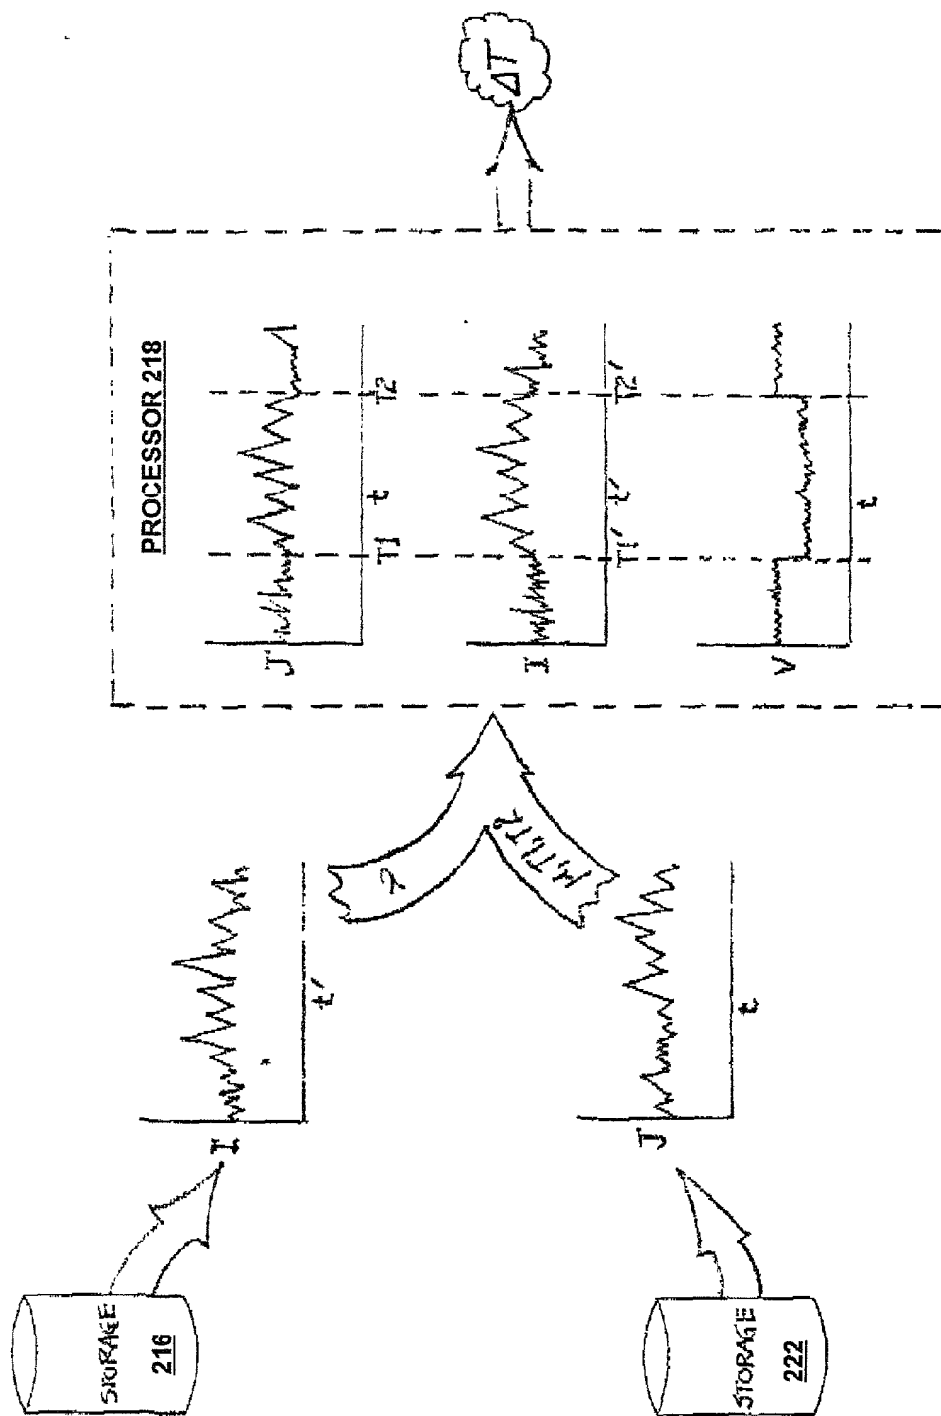 STORAGE
216
I
t'
STORAGE
222
J
t
μ,T1,T2
PROCESSOR 218
J
T1
t
T2
I
T1'
t'
T2'
V
t
ΔT